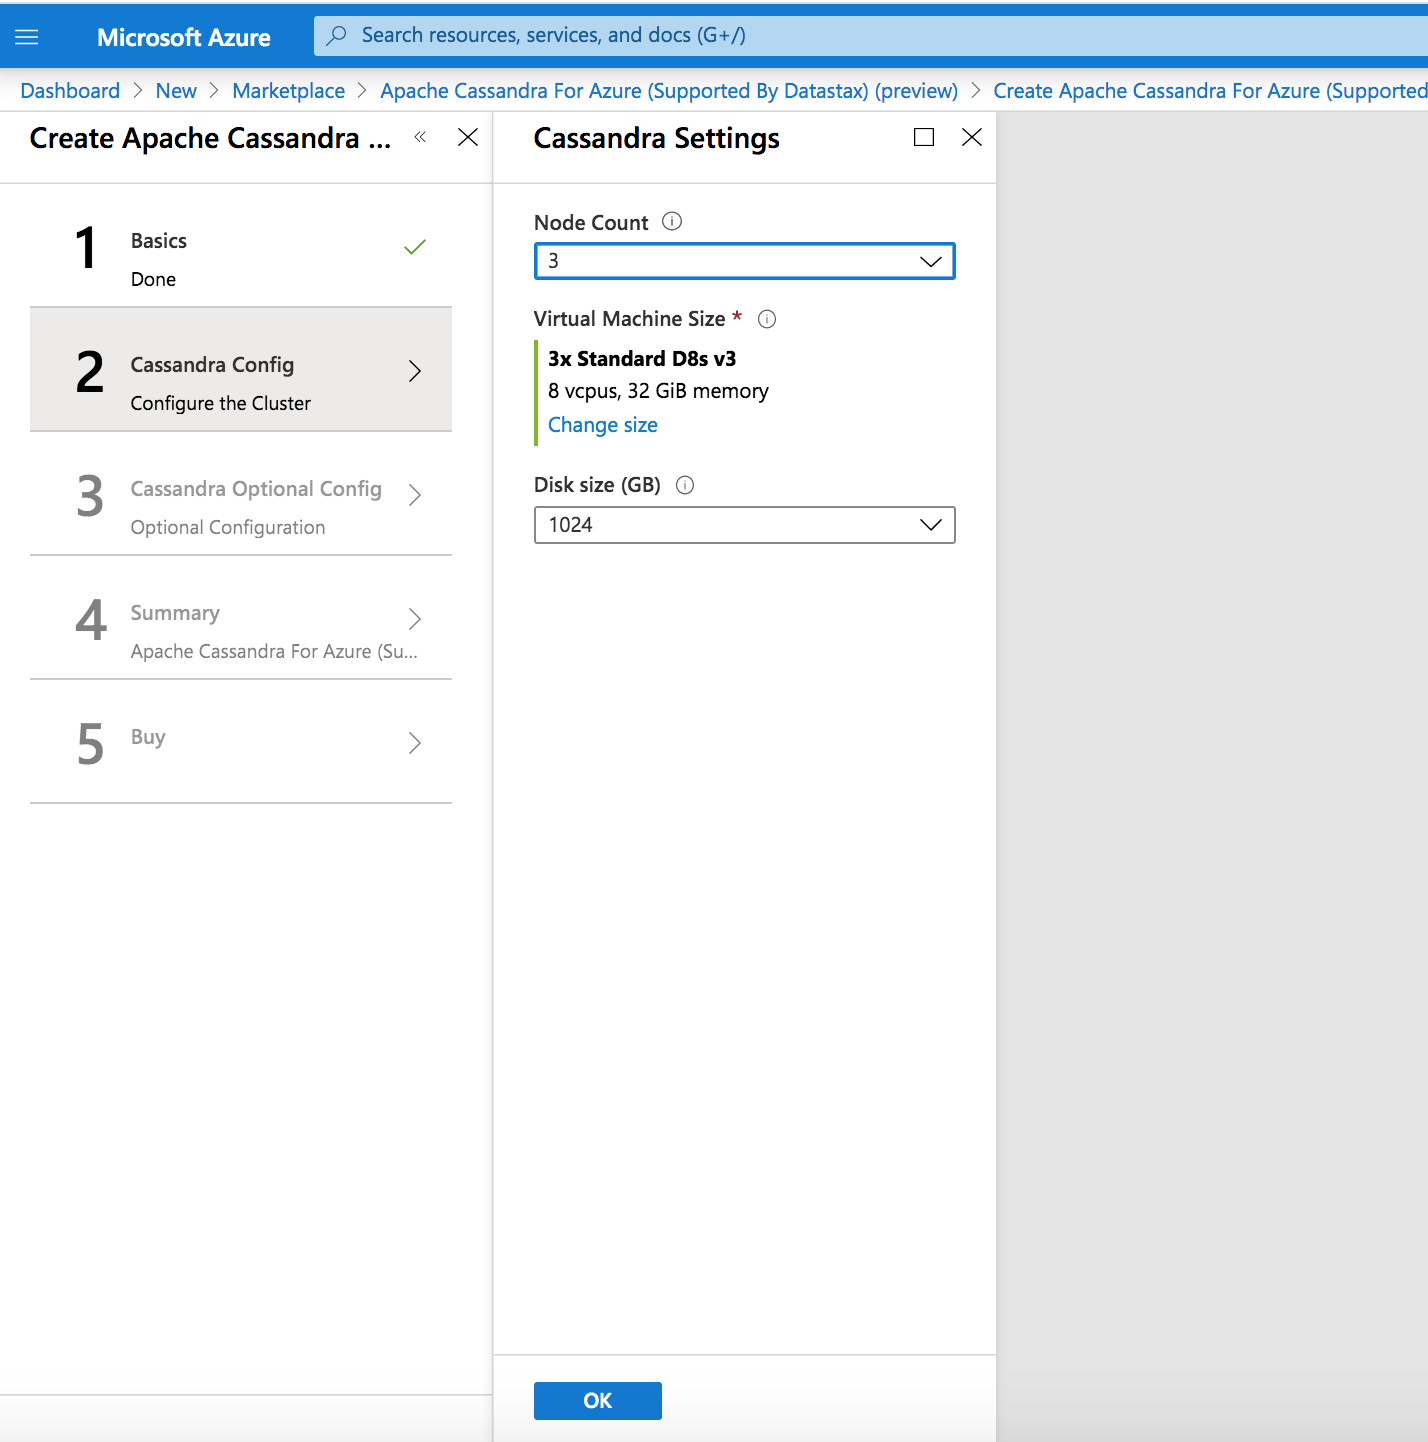 Microsoft Azure
Search resources, services, and docs (G+/)
Dashboard > New > Marketplace > Apache Cassandra For Azure (Supported By Datastax) (preview) > Create Apache Cassandra For Azure (Supported
Create Apache Cassandra ...
1
Basics
Done
2
Cassandra Config
Configure the Cluster
3
Cassandra Optional Config
Optional Configuration
4
Summary
Apache Cassandra For Azure (Su...
5
Buy
Cassandra Settings
Node Count
3
Virtual Machine Size *
3x Standard D8s v3
8 vcpus, 32 GiB memory
Change size
Disk size (GB)
1024
OK